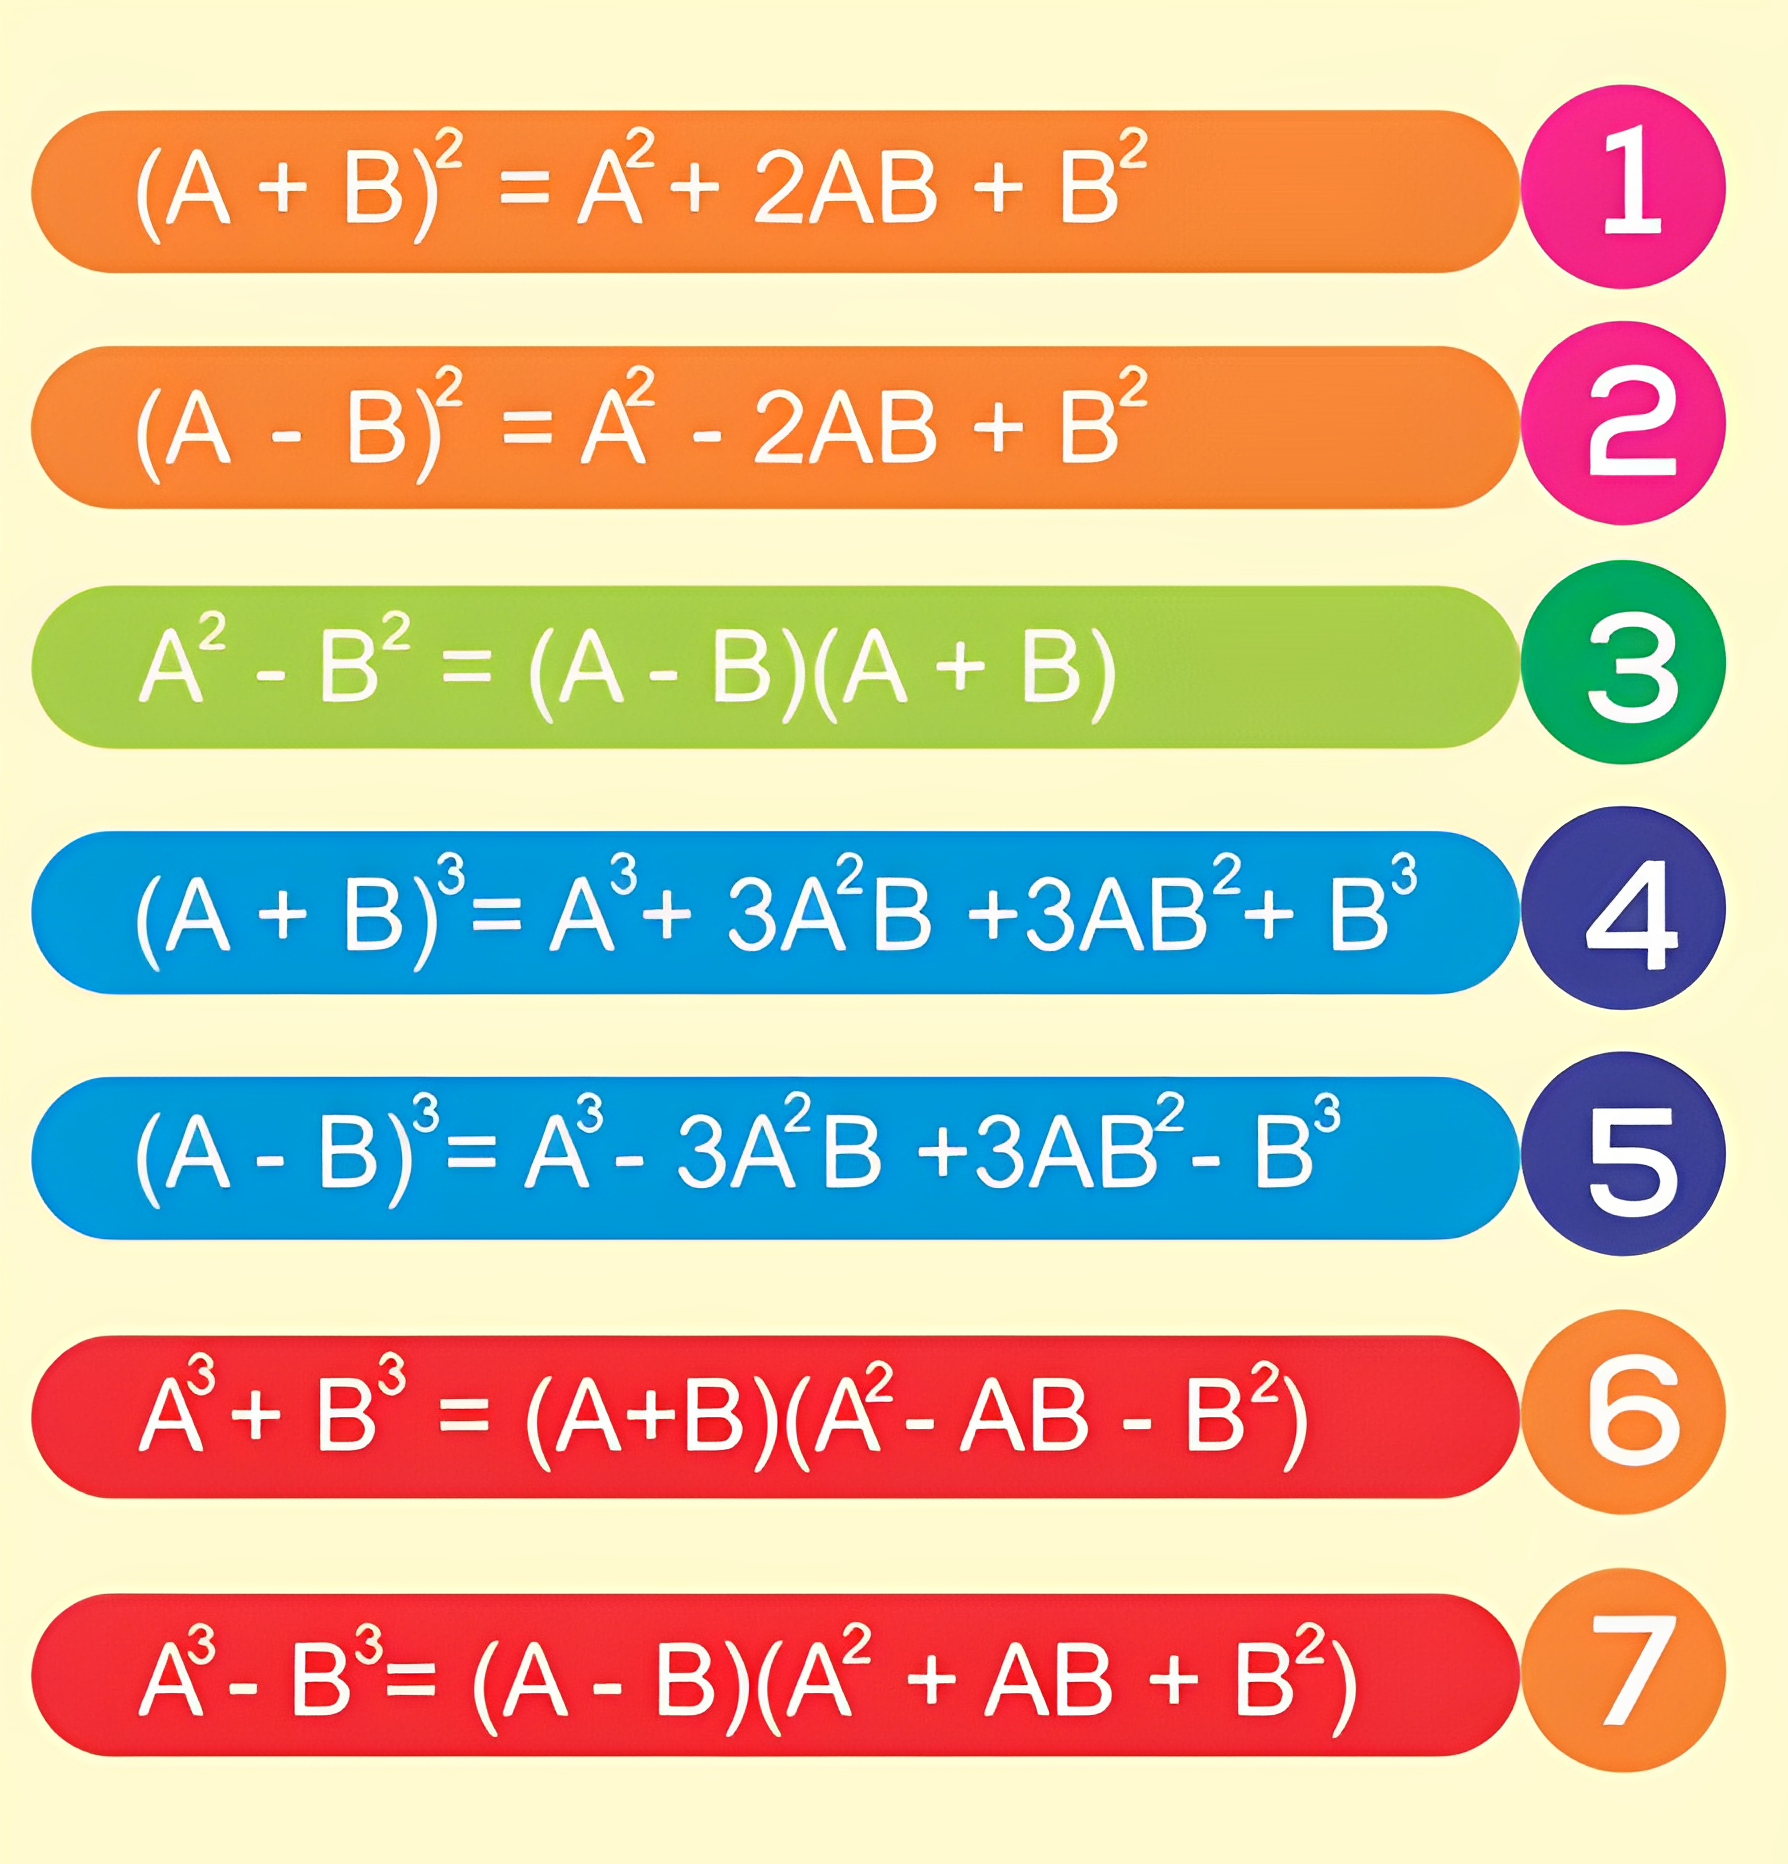 (A + B)² = A² + 2AB + B² 1
(A - B)² = A² - 2AB + B² 2
A² - B² = (A - B)(A + B) 3
(A + B)³= A³+ 3A²B +3AB²+ B³ 4
(A - B)³= A³- 3A²B +3AB²- B³ 5
A³+ B³ = (A+B)(A²- AB - B²) 6
A³- B³= (A - B)(A² + AB + B²) 7